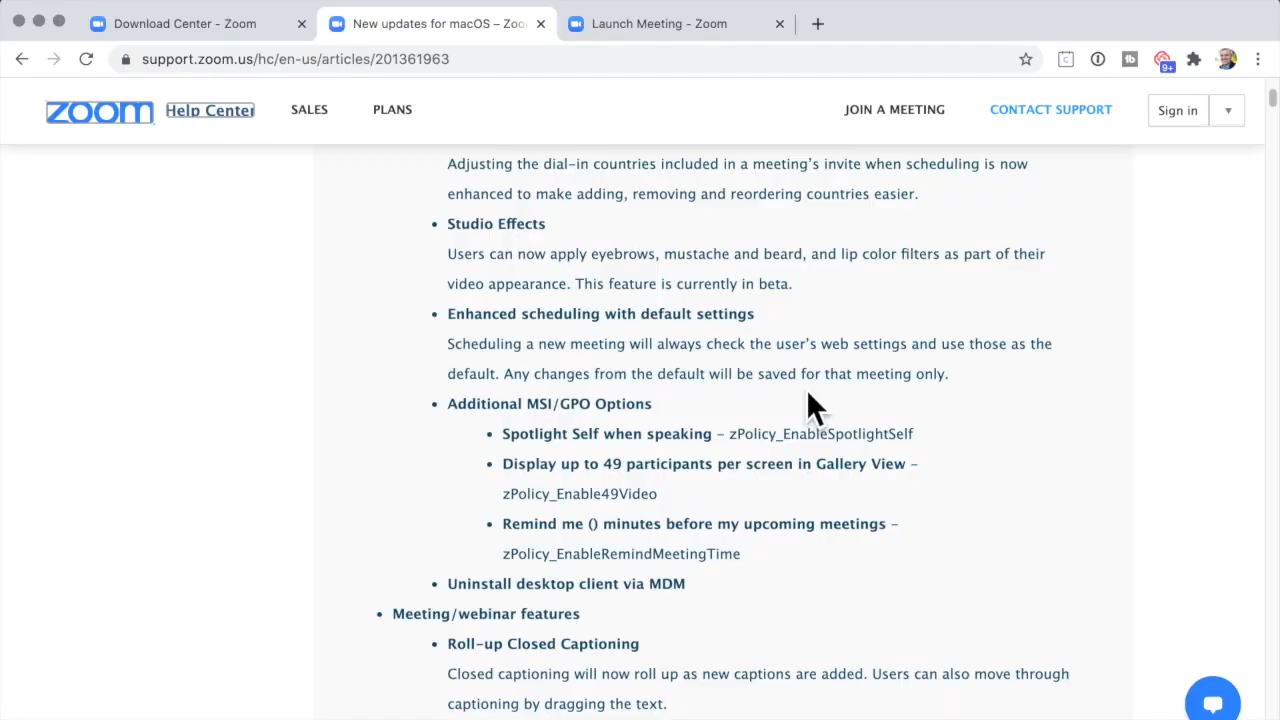 Download Center - Zoom
New updates for macOS – Zoo
Launch Meeting - Zoom
support.zoom.us/hc/en-us/articles/201361963
9+
zoom Help Center SALES PLANS JOIN A MEETING CONTACT SUPPORT Sign in
Adjusting the dial-in countries included in a meeting's invite when scheduling is now
enhanced to make adding, removing and reordering countries easier.
• Studio Effects
Users can now apply eyebrows, mustache and beard, and lip color filters as part of their
video appearance. This feature is currently in beta.
• Enhanced scheduling with default settings
Scheduling a new meeting will always check the user's web settings and use those as the
default. Any changes from the default will be saved for that meeting only.
• Additional MSI/GPO Options
• Spotlight Self when speaking – zPolicy_EnableSpotlightSelf
• Display up to 49 participants per screen in Gallery View –
zPolicy_Enable49Video
• Remind me () minutes before my upcoming meetings –
zPolicy_EnableRemindMeetingTime
• Uninstall desktop client via MDM
• Meeting/webinar features
• Roll-up Closed Captioning
Closed captioning will now roll up as new captions are added. Users can also move through
captioning by dragging the text.